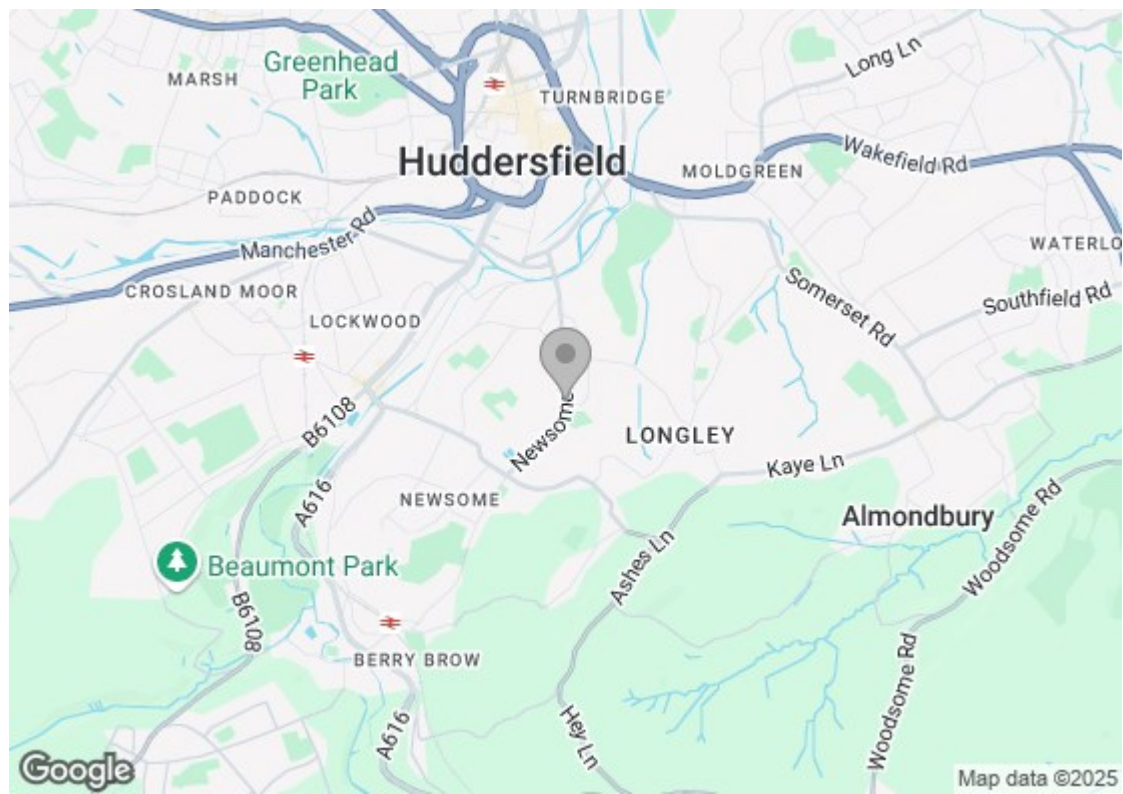 Long Ln
Greenhead
Park
MARSH
TURNBRIDGE
Wakefield Rd
Huddersfield
MOLDGREEN
PADDOCK
Manchester Rd
WATERLO
CROSLAND MOOR
Somerset Rd
Southfield Rd
LOCKWOOD
B6108
Newsome
LONGLEY
Kaye Ln
A616
NEWSOME
Almondbury
Woodsome Rd
Ashes Ln
Beaumont Park
B6108
BERRY BROW
A616
Hey Ln
Woodsome Rd
Google
Map data ©2025